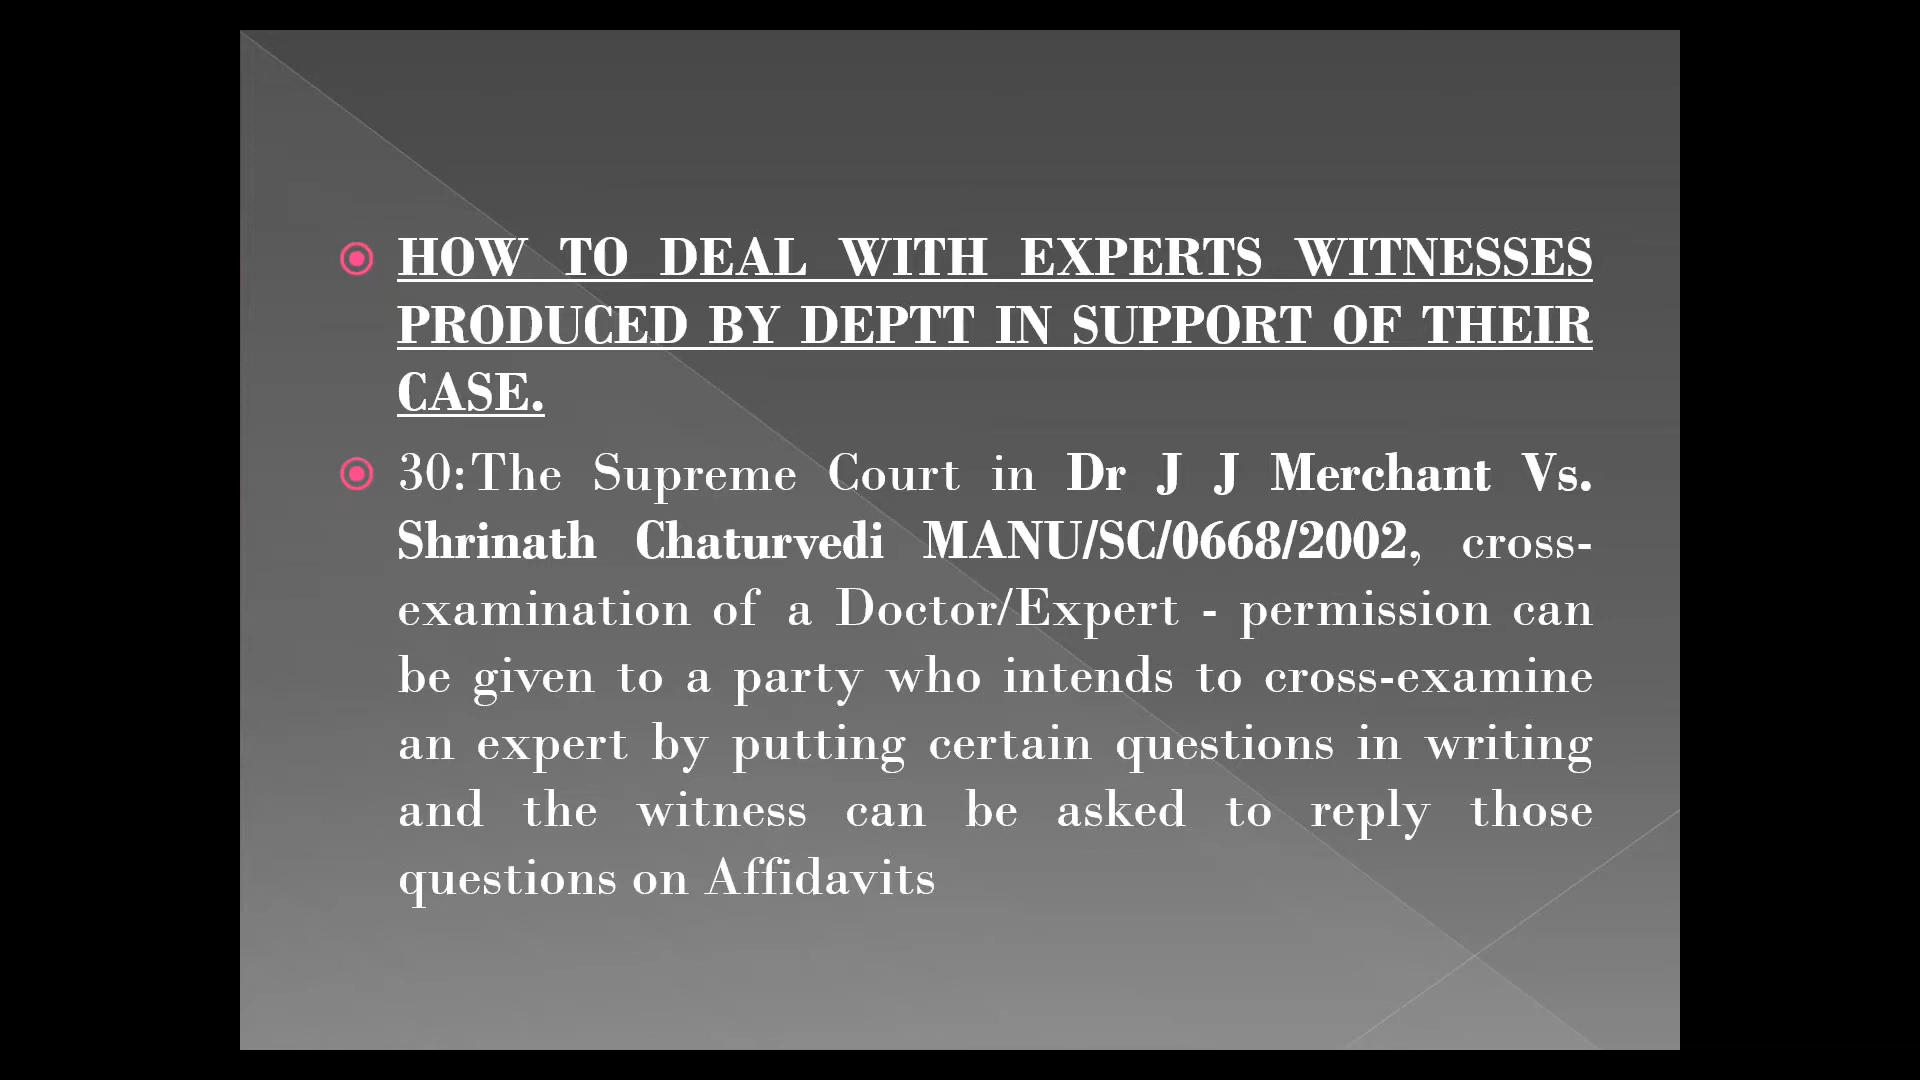 HOW TO DEAL WITH EXPERTS WITNESSES
PRODUCED BY DEPTT IN SUPPORT OF THEIR
CASE.
30:The Supreme Court in Dr J J Merchant Vs.
Shrinath Chaturvedi MANU/SC/0668/2002, cross-
examination of a Doctor/Expert - permission can
be given to a party who intends to cross-examine
an expert by putting certain questions in writing
and the witness can be asked to reply those
questions on Affidavits